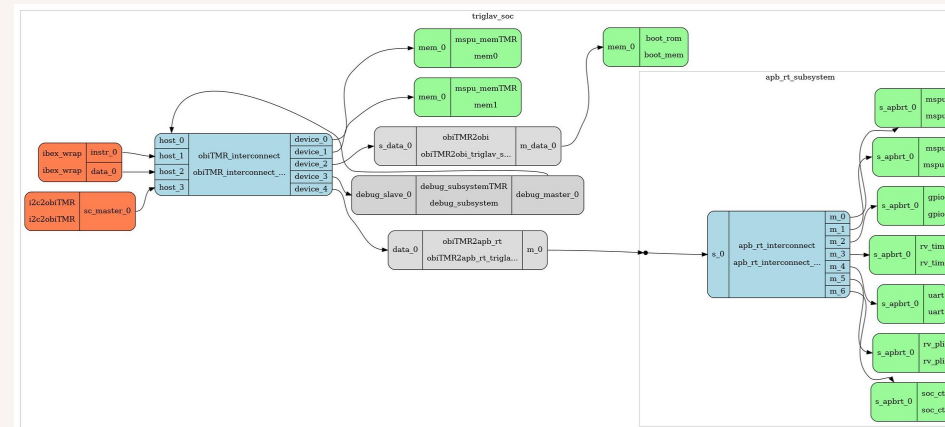 triglav_soc
mem_0
mspu_memTMR
mem0
mem_0
boot_rom
boot_mem
apb_rt_subsystem
mem_0
mspu_memTMR
mem1
s_apbrt_0
mspu
mspu
host_0
host_1
host_2
host_3
obiTMR_interconnect
obiTMR_interconnect_...
device_0
device_1
device_2
device_3
device_4
s_data_0
obiTMR2obi
obiTMR2obi_triglav_s...
m_data_0
ibex_wrap
ibex_wrap
instr_0
data_0
s_apbrt_0
mspu
mspu
debug_slave_0
debug_subsystemTMR
debug_subsystem
debug_master_0
i2c2obiTMR
i2c2obiTMR
sc_master_0
s_apbrt_0
gpio
gpio
data_0
obiTMR2apb_rt
obiTMR2apb_rt_trigla...
m_0
s_0
apb_rt_interconnect
apb_rt_interconnect_...
m_0
m_1
m_2
m_3
m_4
m_5
m_6
s_apbrt_0
rv_tim
rv_tim
s_apbrt_0
uart
uart
s_apbrt_0
rv_pli
rv_pli
s_apbrt_0
soc_ct
soc_ct